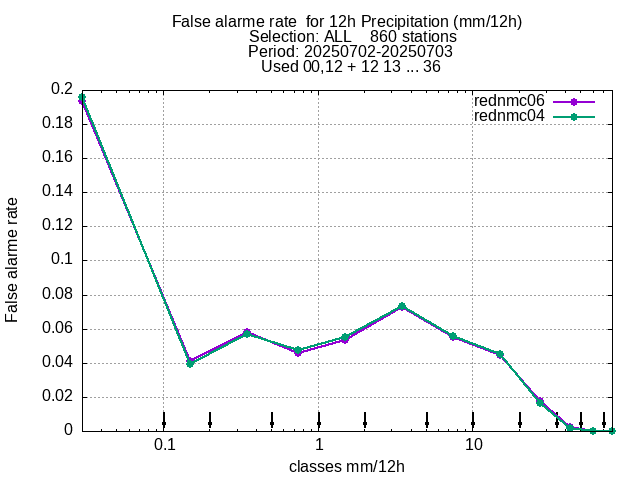 False alarme rate  for 12h Precipitation (mm/12h)
Selection: ALL    860 stations
Period: 20250702-20250703
Used 00,12 + 12 13 ... 36
rednmc06
rednmc04
0.2
0.18
0.16
0.14
0.12
0.1
0.08
0.06
0.04
0.02
0
False alarme rate
0.1 1 10
classes mm/12h